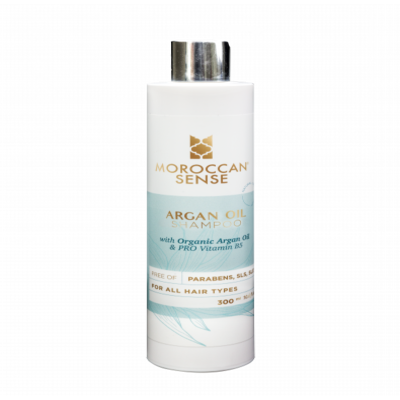 MOROCCAN
SENSE
ARGAN OIL
SHAMPOO
with Organic Argan Oil
& PRO Vitamin B5
FREE OF
PARABENS, SLS,
FOR ALL HAIR TYPES
300